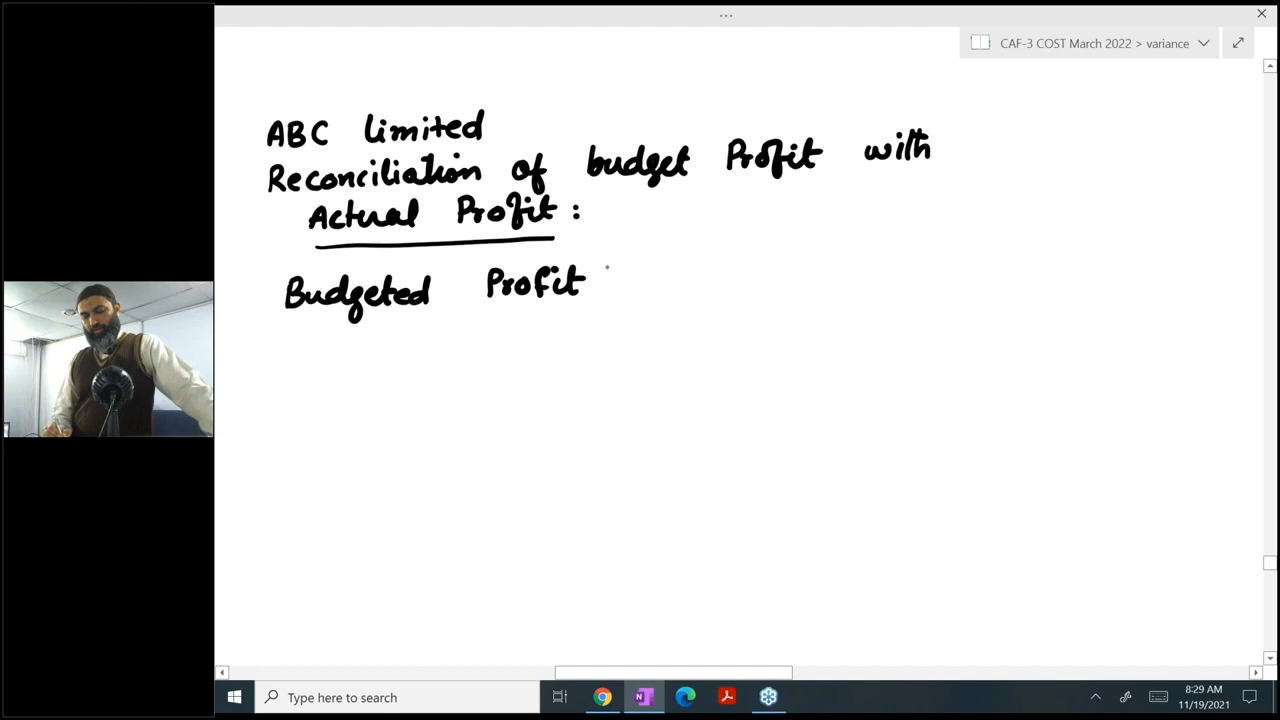 CAF-3 COST March 2022 > variance
ABC Limited
Reconciliation of budget Profit with
Actual Profit :
Budgeted Profit
Type here to search
8:29 AM
11/19/2021